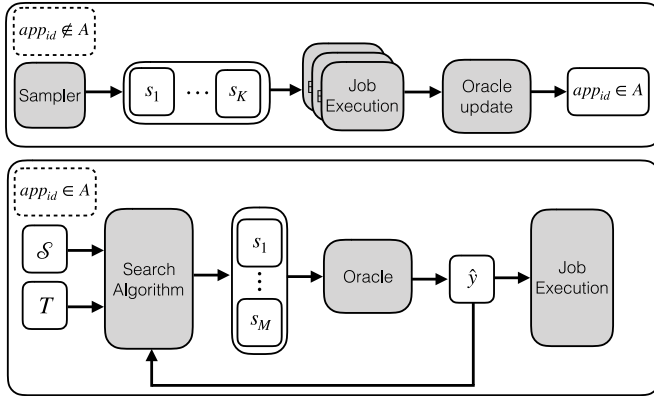 app_id ∉ A
Sampler
s_1 ⋯ s_K
Job
Execution
Oracle
update
app_id ∈ A
app_id ∈ A
𝒮
T
Search
Algorithm
s_1
⋮
s_M
Oracle
ŷ
Job
Execution